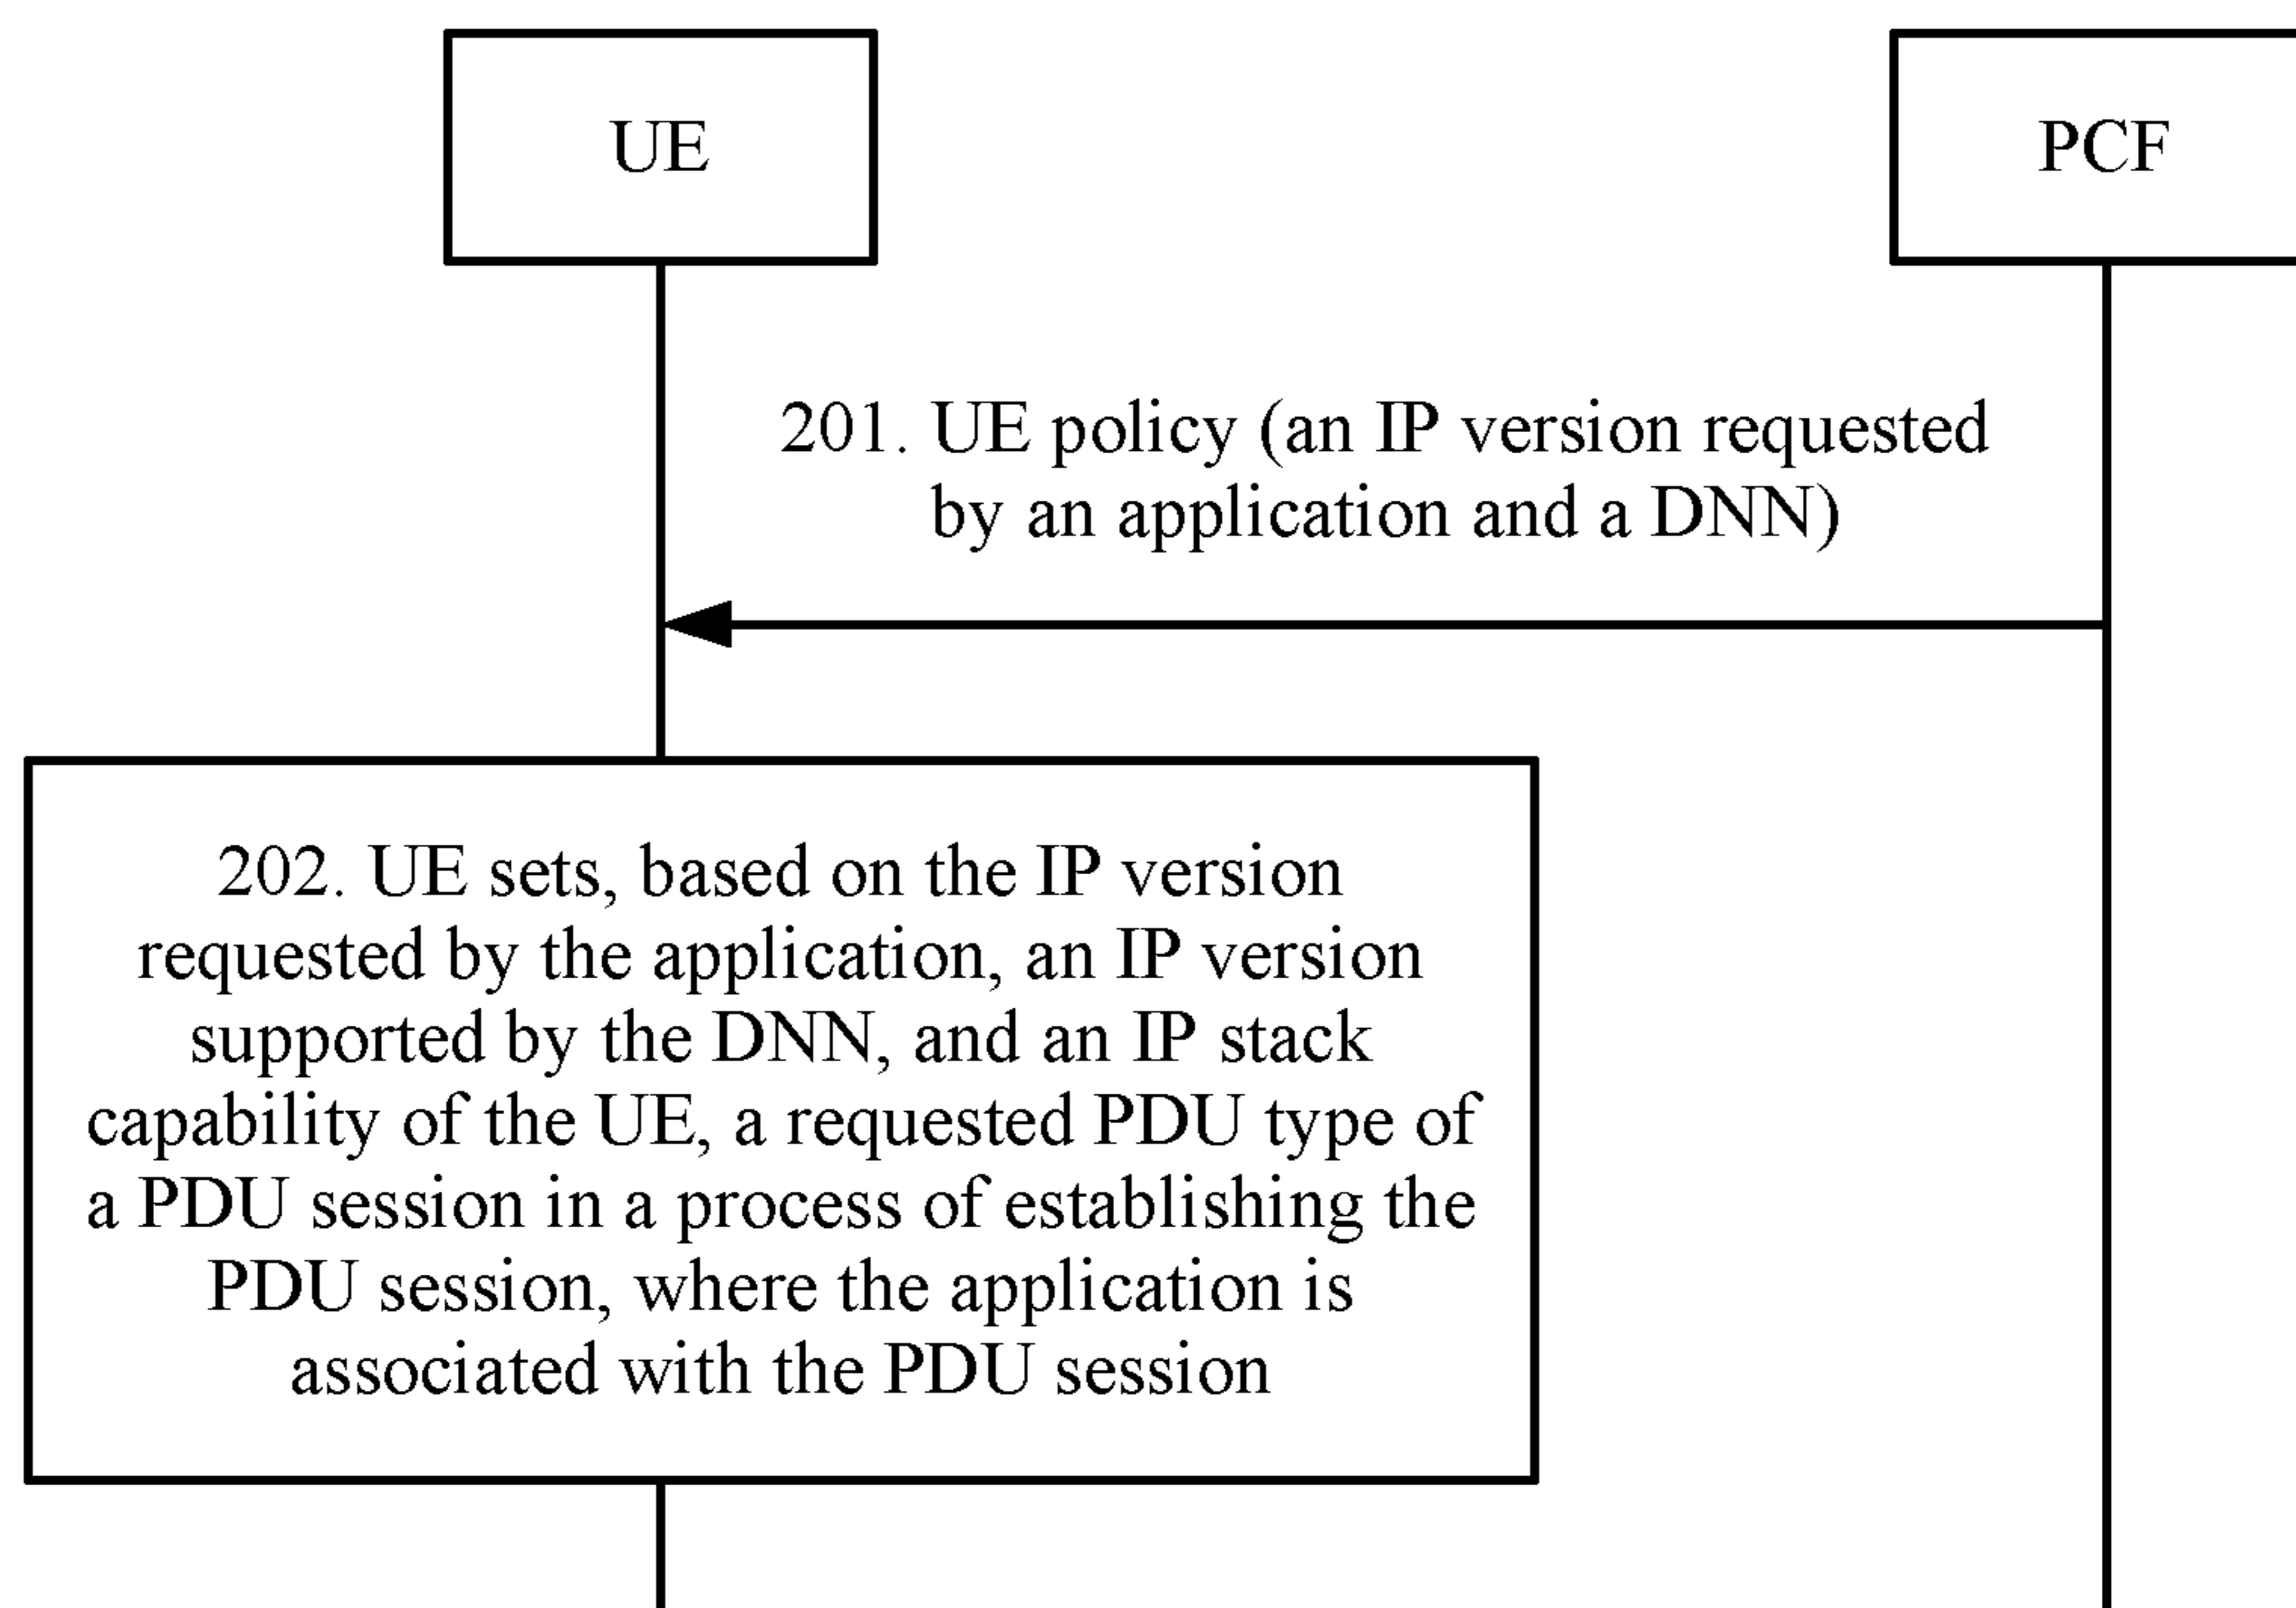 UE
PCF
201. UE policy (an IP version requested
by an application and a DNN)
202. UE sets, based on the IP version
requested by the application, an IP version
supported by the DNN, and an IP stack
capability of the UE, a requested PDU type of
a PDU session in a process of establishing the
PDU session, where the application is
associated with the PDU session